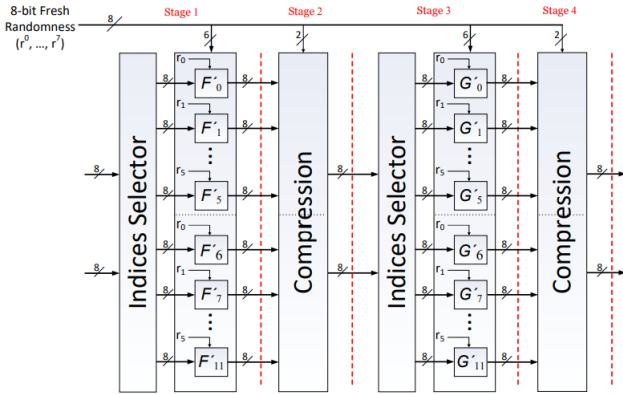 8-bit Fresh
Randomness
(r⁰, ..., r⁷)
8
Stage 1
Stage 2
Stage 3
Stage 4
6
2
6
2
Indices Selector
8
8
8
r₀
F´₀
8
8
r₁
F´₁
8
r₅
8
F´₅
8
r₀
8
F´₆
8
r₁
8
F´₇
8
r₅
8
F´₁₁
8
Compression
8
8
Indices Selector
r₀
8
G´₀
8
r₁
8
G´₁
8
r₅
8
G´₅
8
r₀
8
G´₆
8
r₁
8
G´₇
8
r₅
8
G´₁₁
8
Compression
8
8